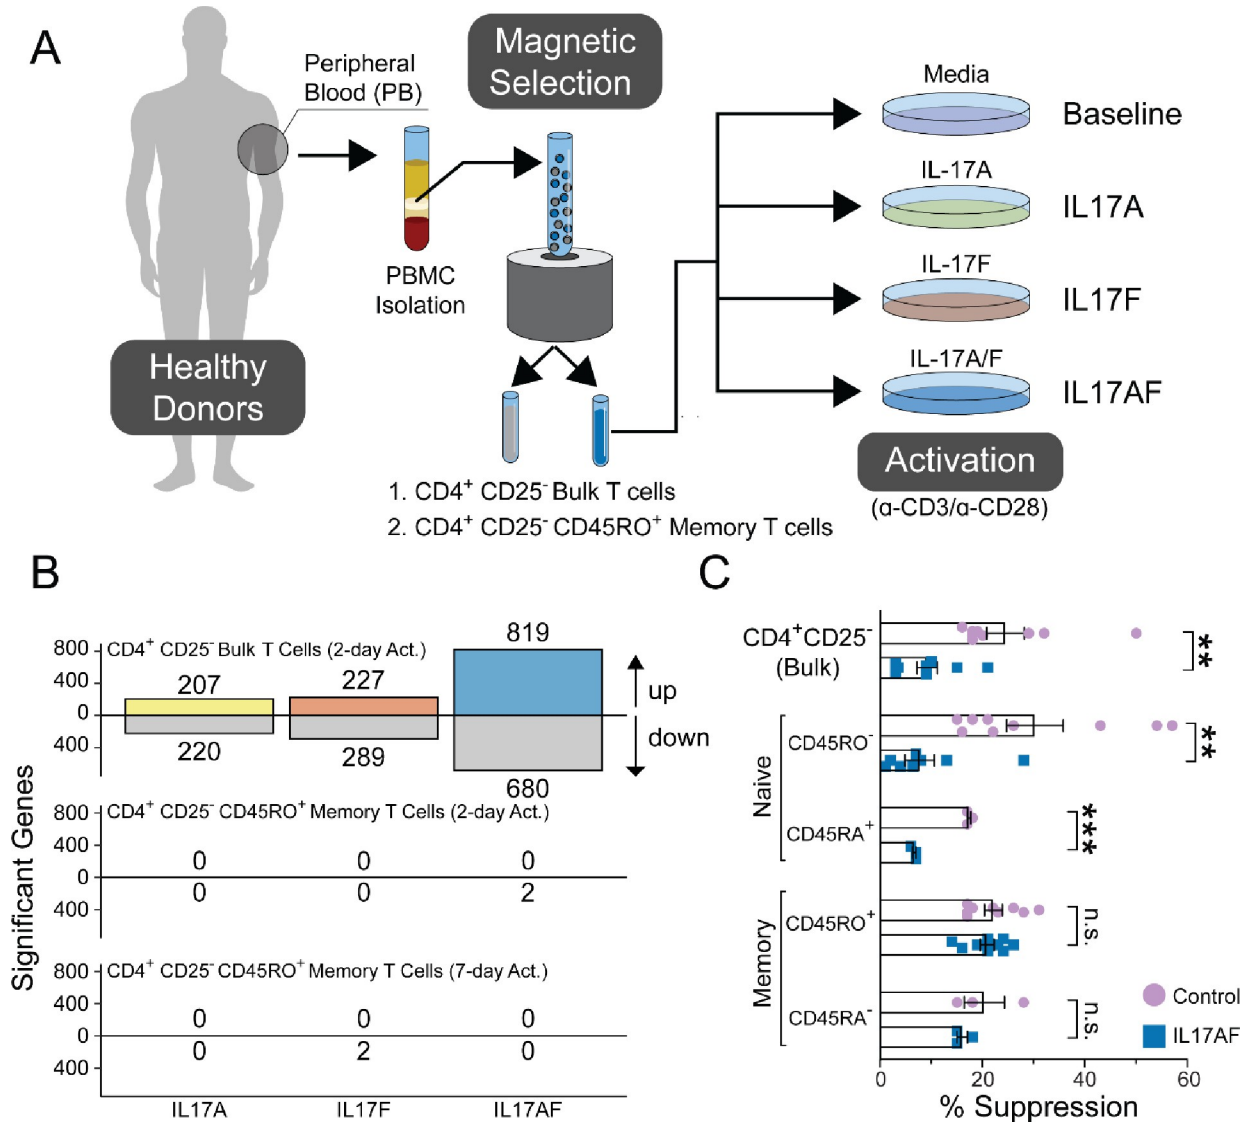 A
Peripheral
Blood (PB)
Magnetic
Selection
PBMC
Isolation
Healthy
Donors
Media
Baseline
IL-17A
IL17A
IL-17F
IL17F
IL-17A/F
IL17AF
Activation
(α-CD3/α-CD28)
1. CD4⁺ CD25⁻ Bulk T cells
2. CD4⁺ CD25⁻ CD45RO⁺ Memory T cells
B
Significant Genes
CD4⁺ CD25⁻ Bulk T Cells (2-day Act.)
800
400
0
400
207
220
227
289
819
680
up
down
CD4⁺ CD25⁻ CD45RO⁺ Memory T Cells (2-day Act.)
800
400
0
400
0 0 0
0 0 2
CD4⁺ CD25⁻ CD45RO⁺ Memory T Cells (7-day Act.)
800
400
0
400
0 0 0
0 2 0
IL17A IL17F IL17AF
C
CD4⁺CD25⁻
(Bulk)
**
Naive
CD45RO⁻
**
CD45RA⁺
***
Memory
CD45RO⁺
n.s.
CD45RA⁻
n.s.
Control
IL17AF
0 20 40 60
% Suppression